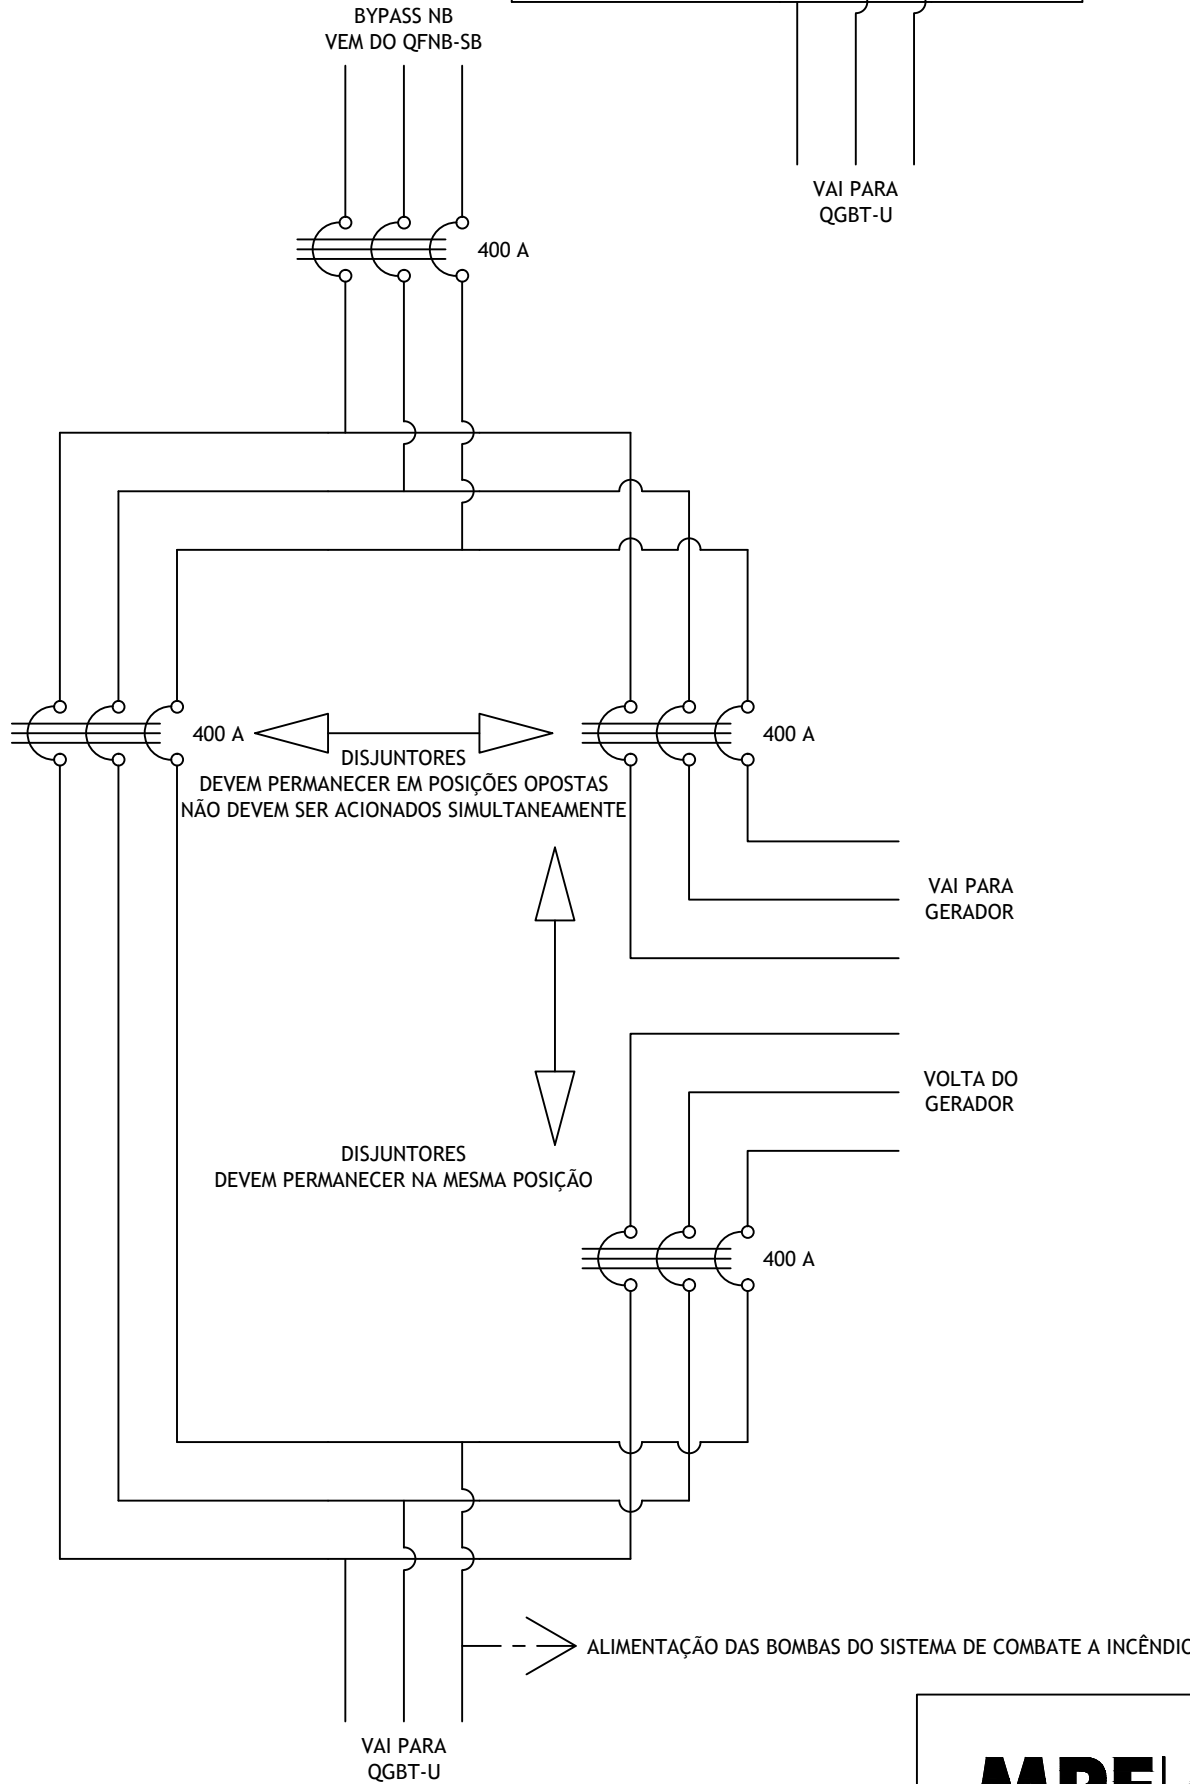 BYPASS NB
VEM DO QFNB-SB
VAI PARA
QGBT-U
400 A
400 A
400 A
DISJUNTORES
DEVEM PERMANECER EM POSIÇÕES OPOSTAS
NÃO DEVEM SER ACIONADOS SIMULTANEAMENTE
VAI PARA
GERADOR
VOLTA DO
GERADOR
DISJUNTORES
DEVEM PERMANECER NA MESMA POSIÇÃO
400 A
ALIMENTAÇÃO DAS BOMBAS DO SISTEMA DE COMBATE A INCÊNDIO
VAI PARA
QGBT-U